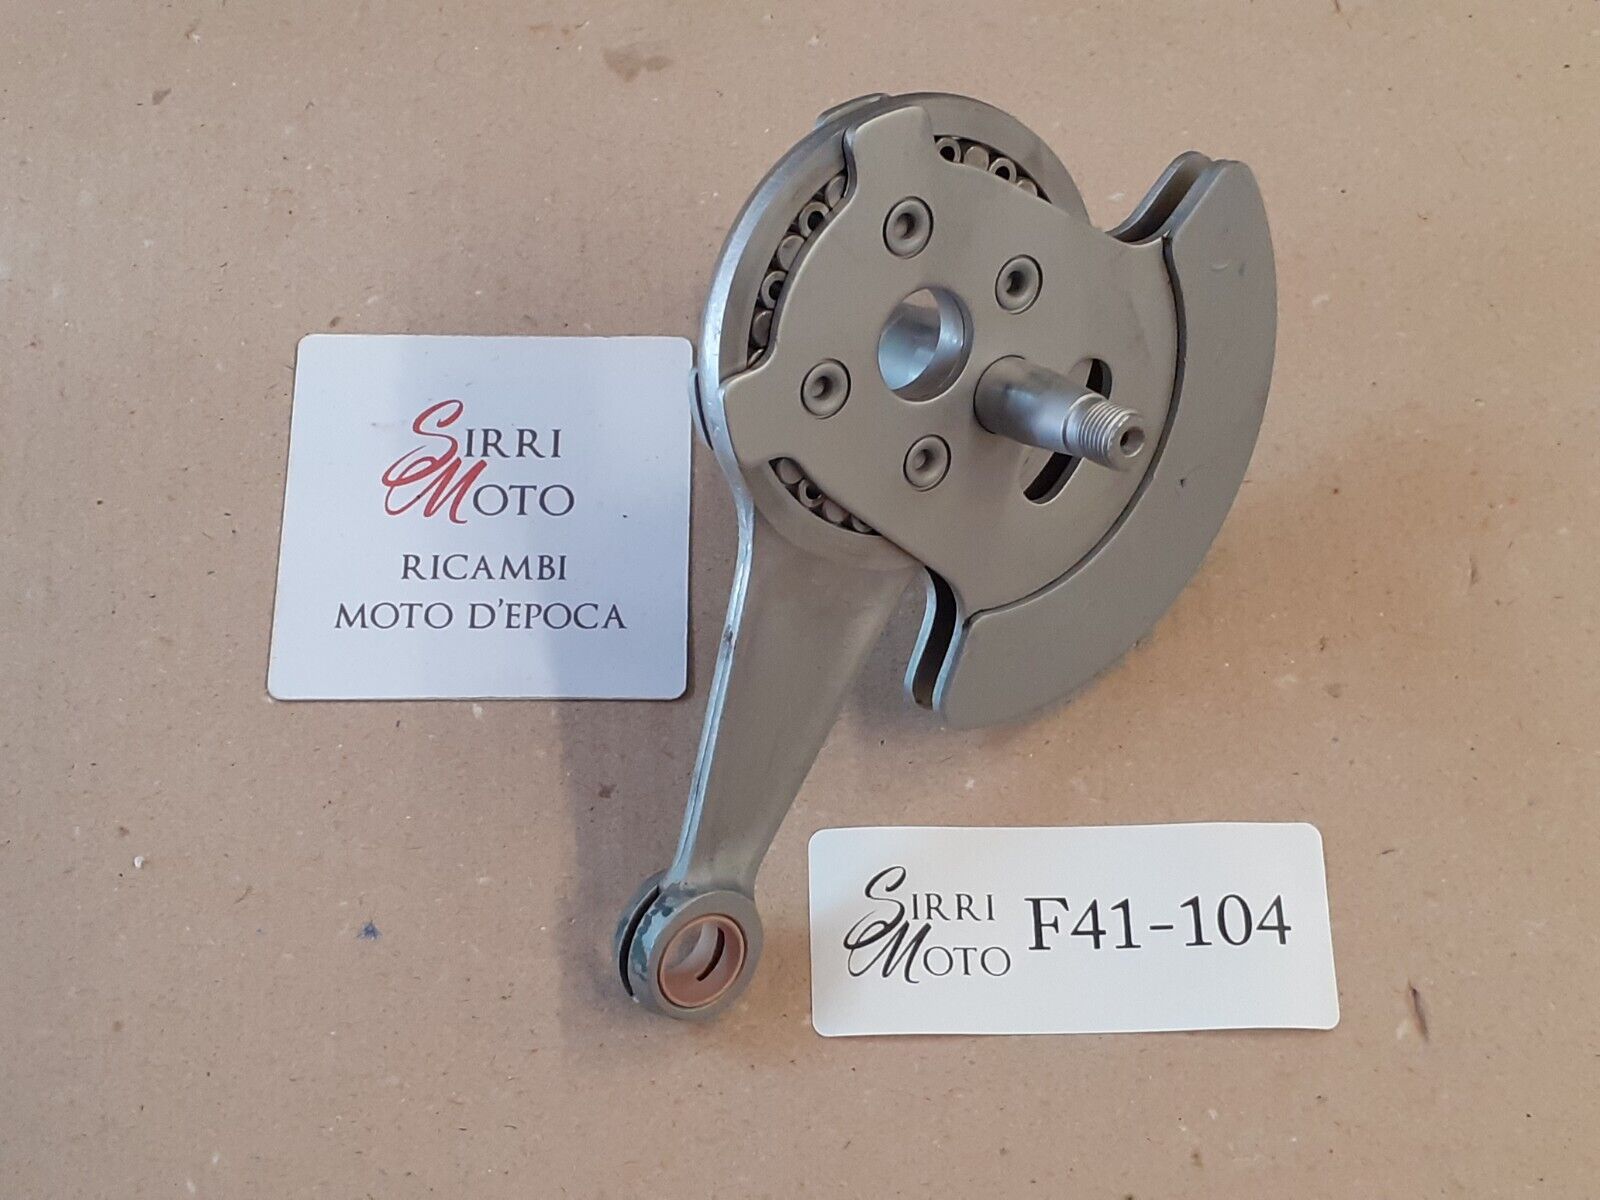 SIRRI
MOTO
RICAMBI
MOTO D'EPOCA
SIRRI
MOTO
F41-104